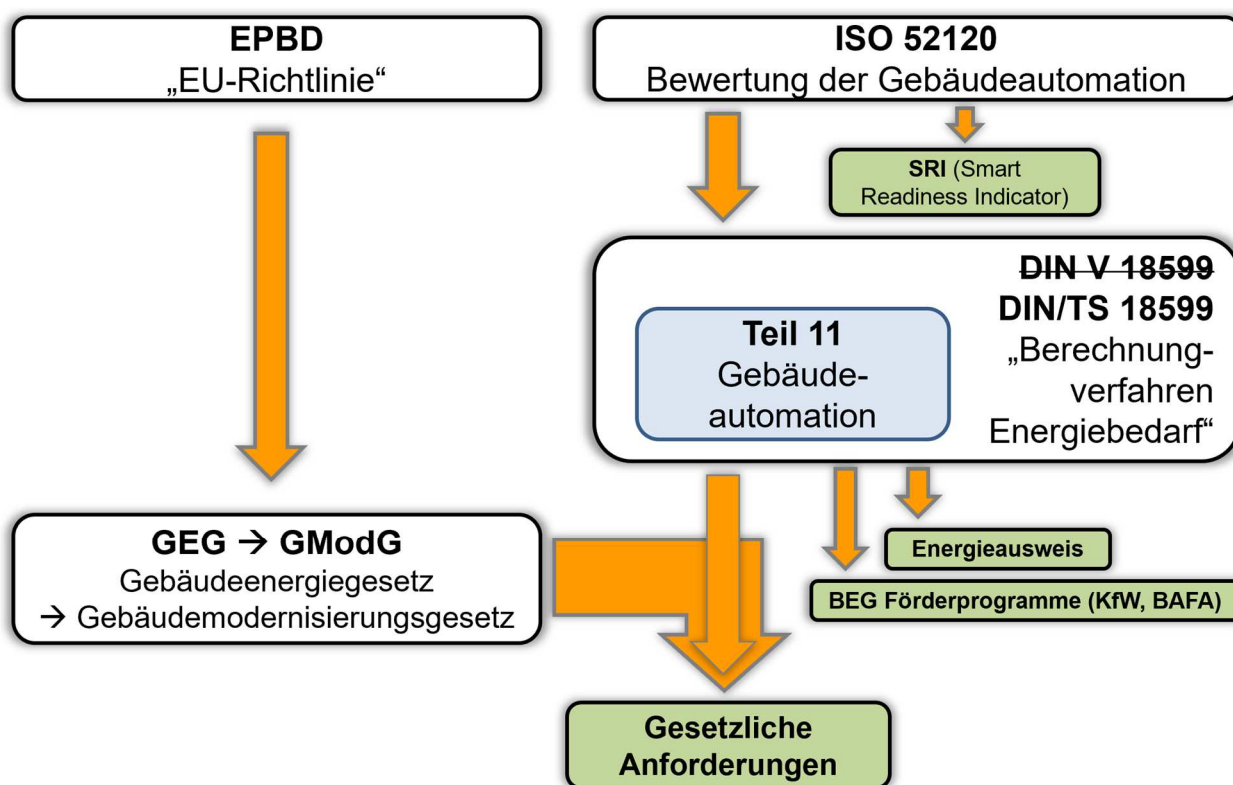 EPBD
„EU-Richtlinie“
ISO 52120
Bewertung der Gebäudeautomation
SRI (Smart
Readiness Indicator)
DIN V 18599
DIN/TS 18599
„Berechnung-
verfahren
Energiebedarf“
Teil 11
Gebäude-
automation
GEG → GModG
Gebäudeenergiegesetz
→ Gebäudemodernisierungsgesetz
Energieausweis
BEG Förderprogramme (KfW, BAFA)
Gesetzliche
Anforderungen